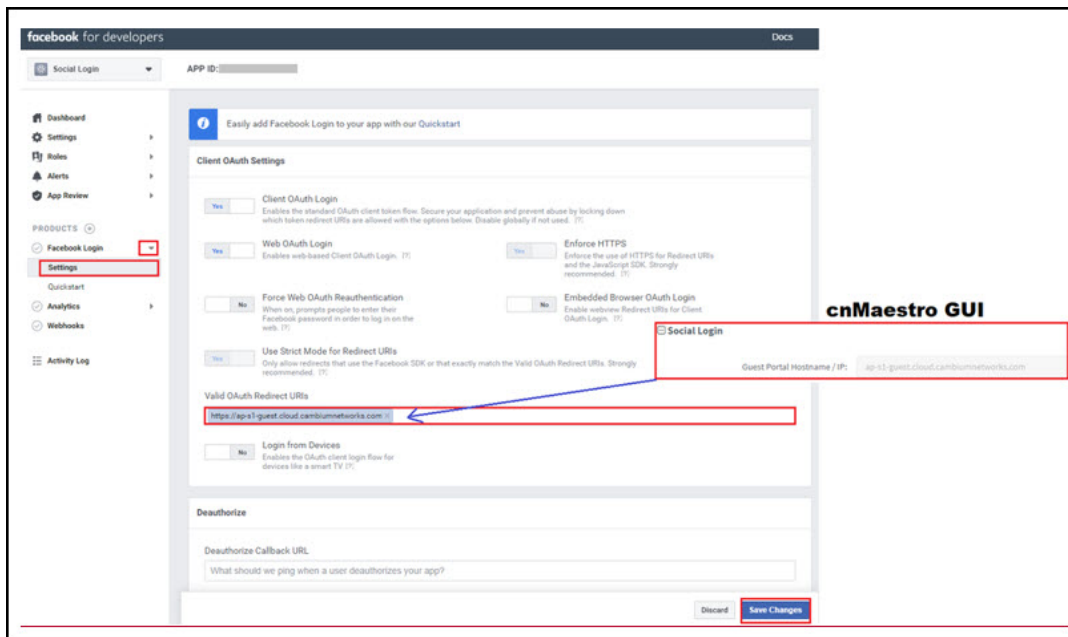 facebook for developers
Docs
Social Login
APP ID:
Dashboard
Settings
Roles
Alerts
App Review
PRODUCTS
Facebook Login
Settings
Quickstart
Analytics
Webhooks
Activity Log
Easily add Facebook Login to your app with our Quickstart
Client OAuth Settings
Yes
Client OAuth Login
Enables the standard OAuth client token flow. Secure your application and prevent abuse by locking down
which token redirect URIs are allowed with the options below. Disable globally if not used. [?]
Yes
Web OAuth Login
Enables web-based Client OAuth Login. [?]
Yes
Enforce HTTPS
Enforce the use of HTTPS for Redirect URIs
and the JavaScript SDK. Strongly
recommended. [?]
No
Force Web OAuth Reauthentication
When on, prompts people to enter their
Facebook password in order to log in on the
web. [?]
No
Embedded Browser OAuth Login
Enable webview Redirect URIs for Client
OAuth Login. [?]
Yes
Use Strict Mode for Redirect URIs
Only allow redirects that use the Facebook SDK or that exactly match the Valid OAuth Redirect URIs. Strongly
recommended. [?]
Valid OAuth Redirect URIs
https://ap-s1-guest.cloud.cambiumnetworks.com ×
No
Login from Devices
Enables the OAuth client login flow for
devices like a smart TV [?]
Deauthorize
Deauthorize Callback URL
What should we ping when a user deauthorizes your app?
Discard
Save Changes
cnMaestro GUI
Social Login
Guest Portal Hostname / IP:
ap-s1-guest.cloud.cambiumnetworks.com